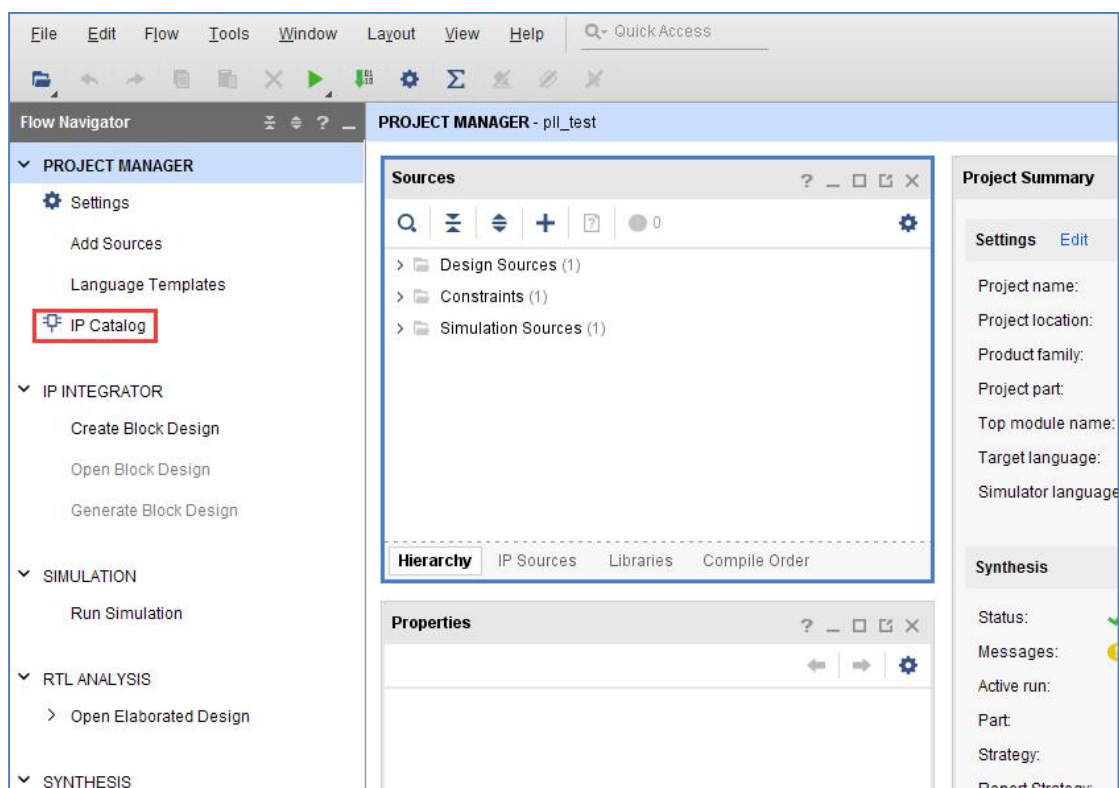 File Edit Flow Tools Window Layout View Help Quick Access
Flow Navigator
PROJECT MANAGER - pll_test
PROJECT MANAGER
Settings
Add Sources
Language Templates
IP Catalog
IP INTEGRATOR
Create Block Design
Open Block Design
Generate Block Design
SIMULATION
Run Simulation
RTL ANALYSIS
Open Elaborated Design
SYNTHESIS
Sources
0
Design Sources (1)
Constraints (1)
Simulation Sources (1)
Hierarchy IP Sources Libraries Compile Order
Properties
Project Summary
Settings Edit
Project name:
Project location:
Product family:
Project part:
Top module name:
Target language:
Simulator language
Synthesis
Status:
Messages:
Active run:
Part:
Strategy:
Report Strategy: